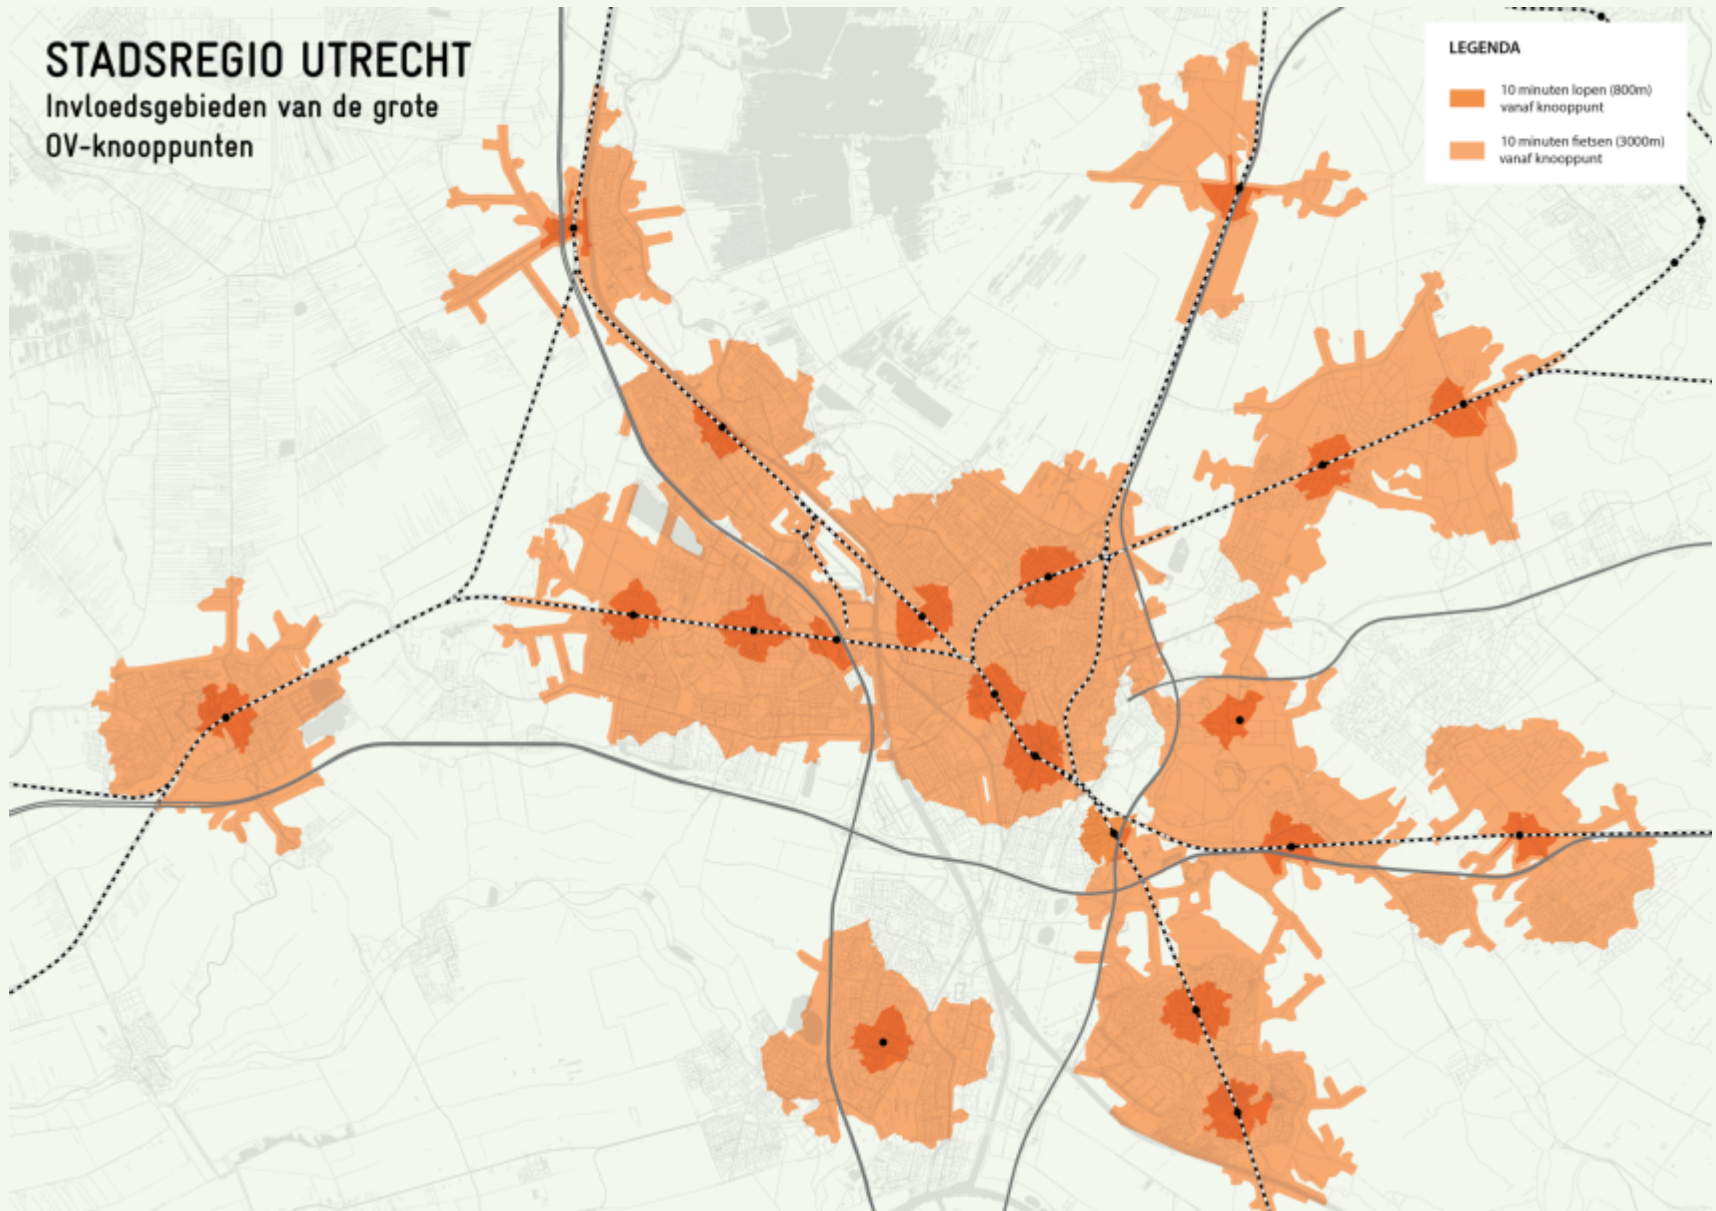 STADSREGIO UTRECHT
Invloedsgebieden van de grote
OV-knooppunten
LEGENDA
10 minuten lopen (800m)
vanaf knooppunt
10 minuten fietsen (3000m)
vanaf knooppunt